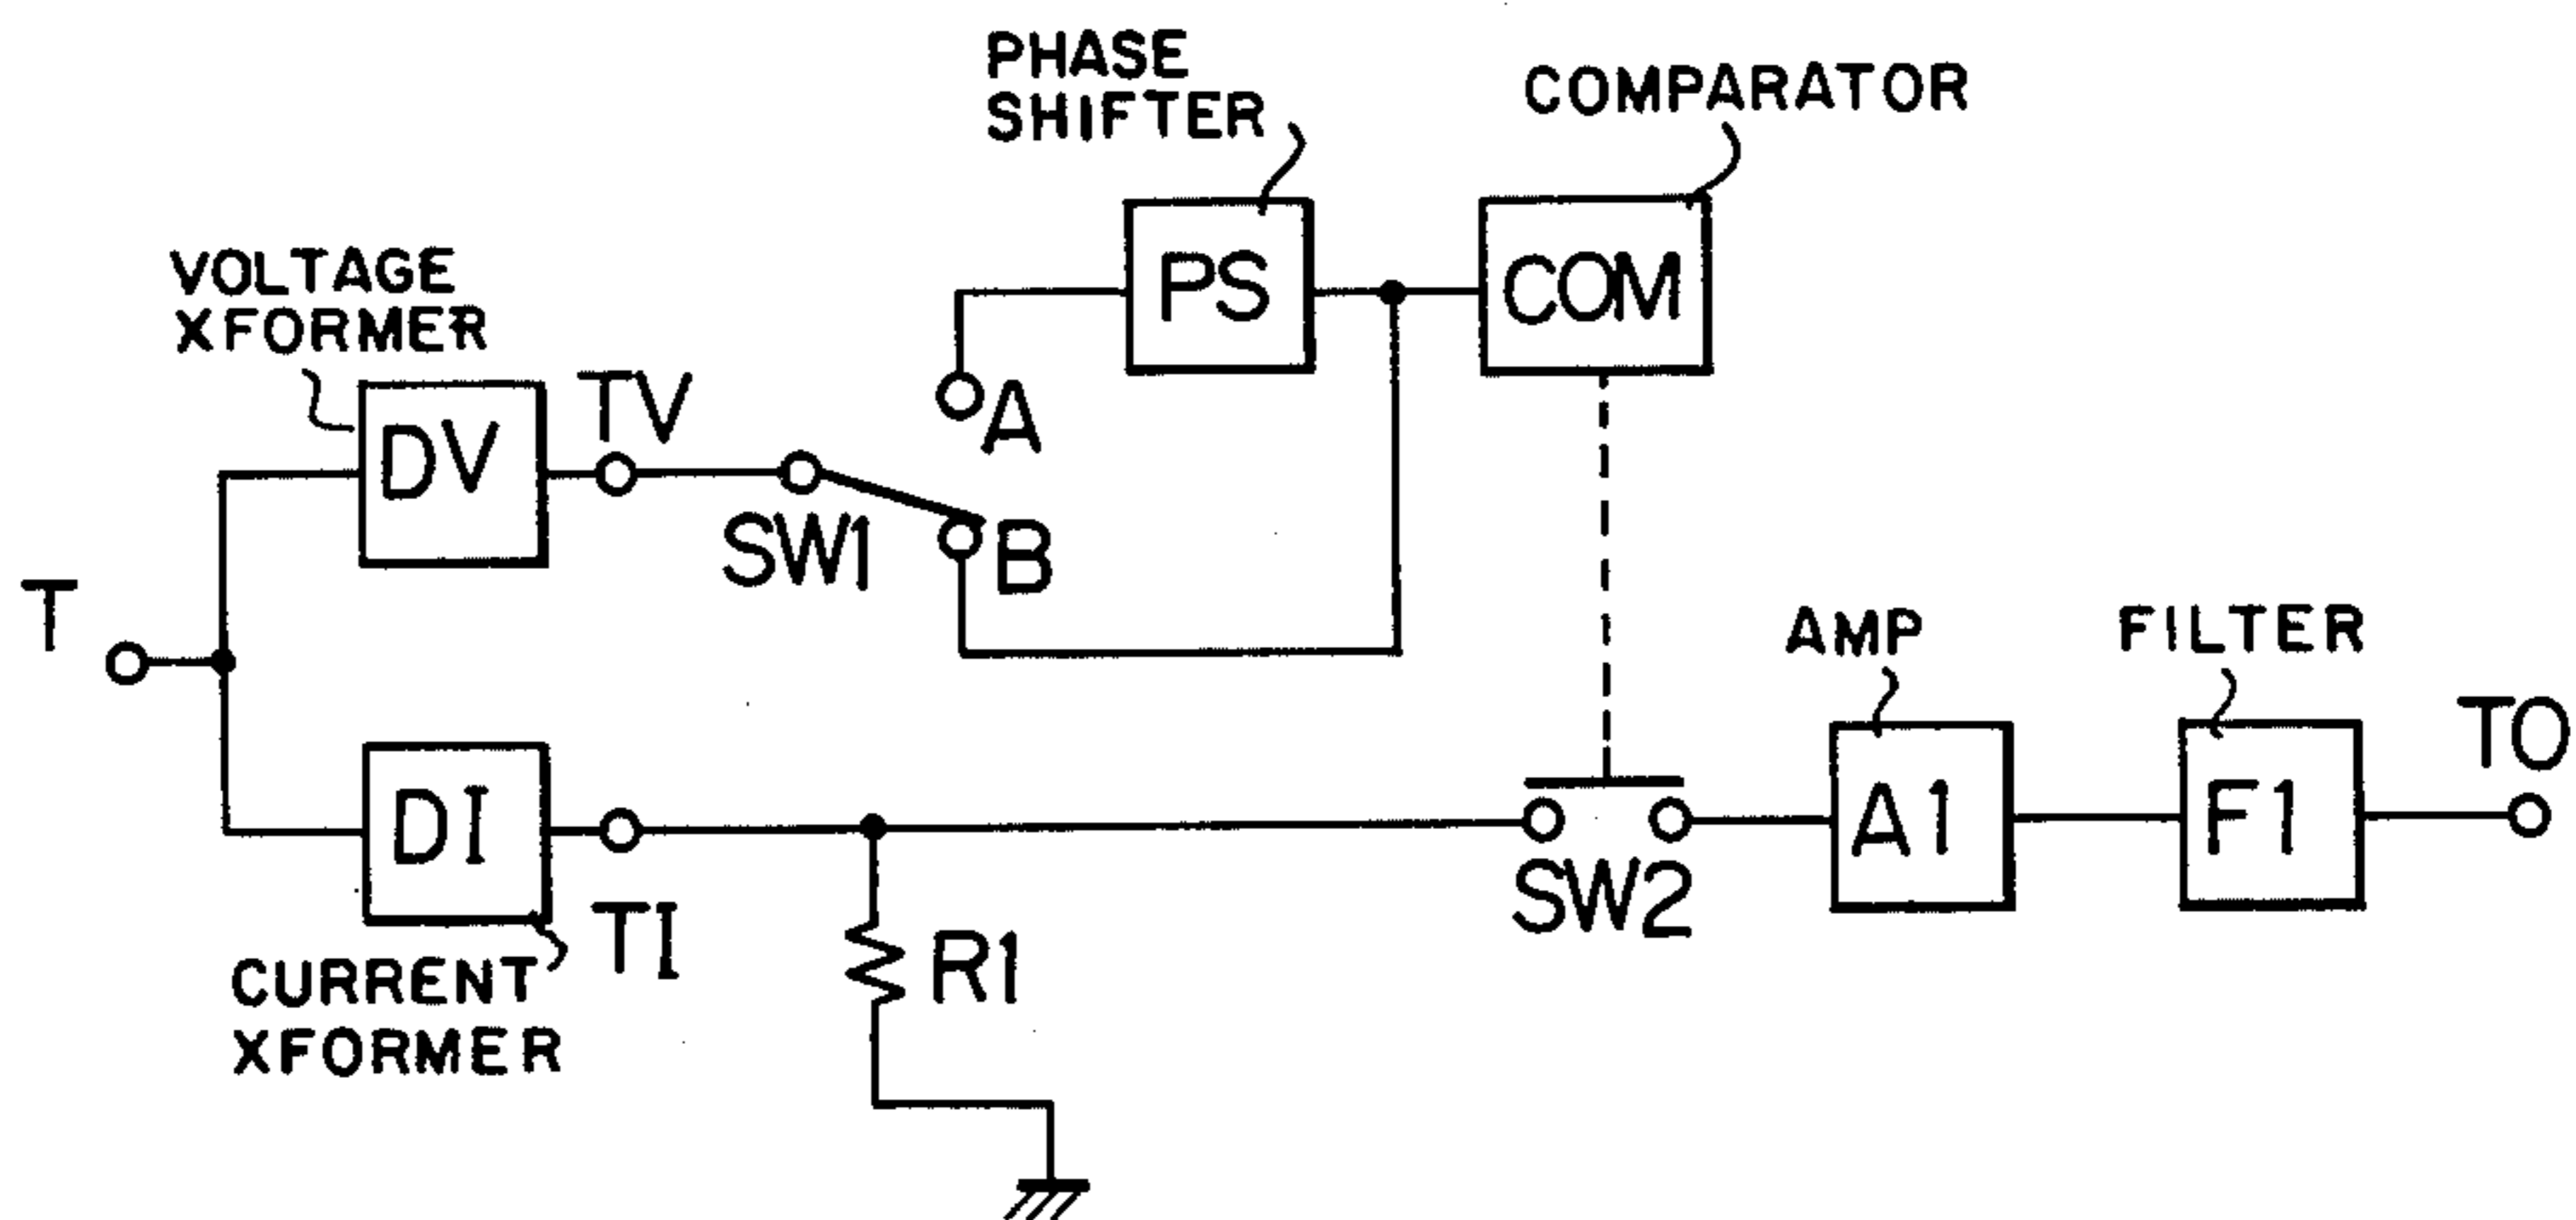 PHASE
SHIFTER
COMPARATOR
PS
COM
VOLTAGE
XFORMER
DV
TV
A
SW1
B
T
AMP
FILTER
TO
DI
TI
A1
F1
SW2
R1
CURRENT
XFORMER